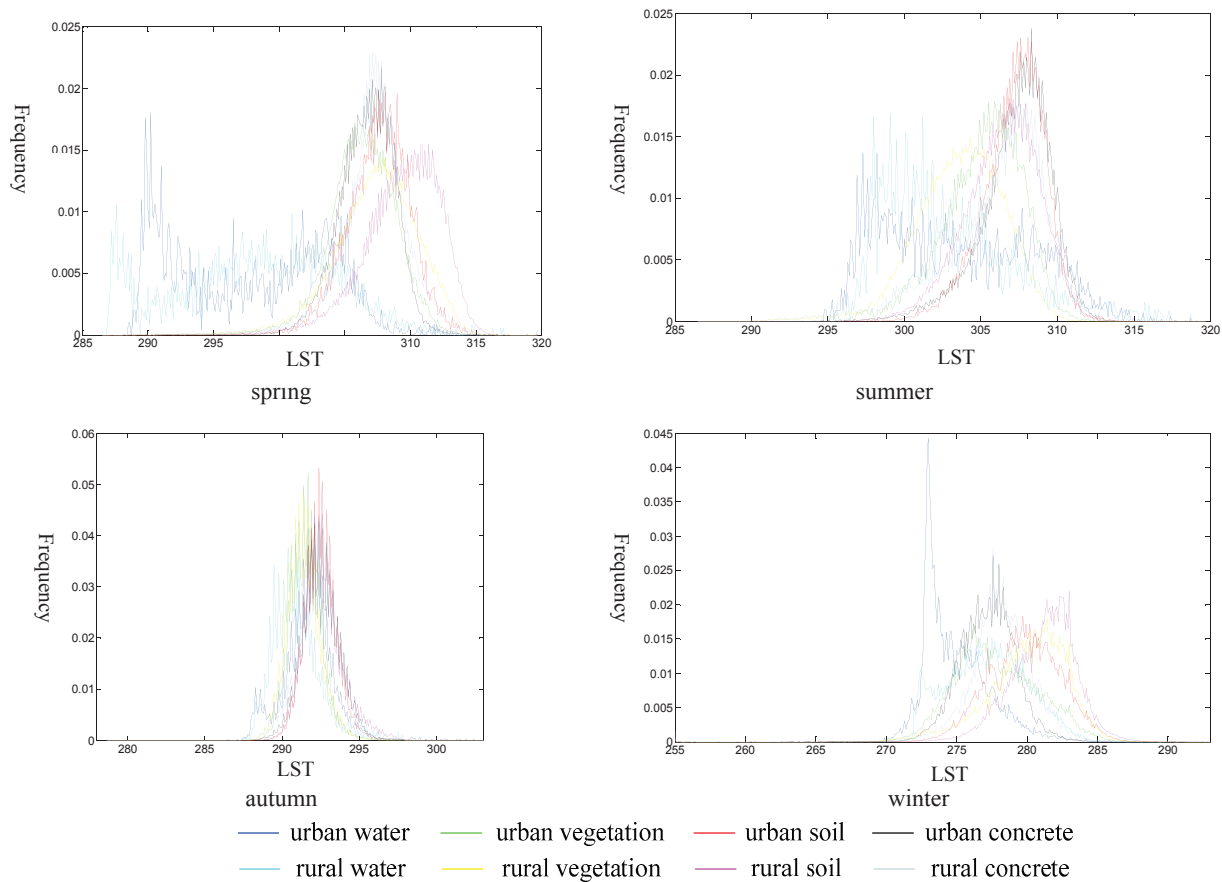 0.025
0.02
0.015
0.01
0.005
0
Frequency
285 290 295 310 315 320
LST
spring
0.025
0.02
0.015
0.01
0.005
0
Frequency
285 290 295 300 305 310 315 320
LST
summer
0.06
0.05
0.04
0.03
0.02
0.01
0
Frequency
280 285 290 295 300
LST
autumn
0.045
0.04
0.035
0.03
0.025
0.02
0.015
0.01
0.005
0
Frequency
255 260 265 270 275 280 285 290
LST
winter
urban water urban vegetation urban soil urban concrete
rural water rural vegetation rural soil rural concrete